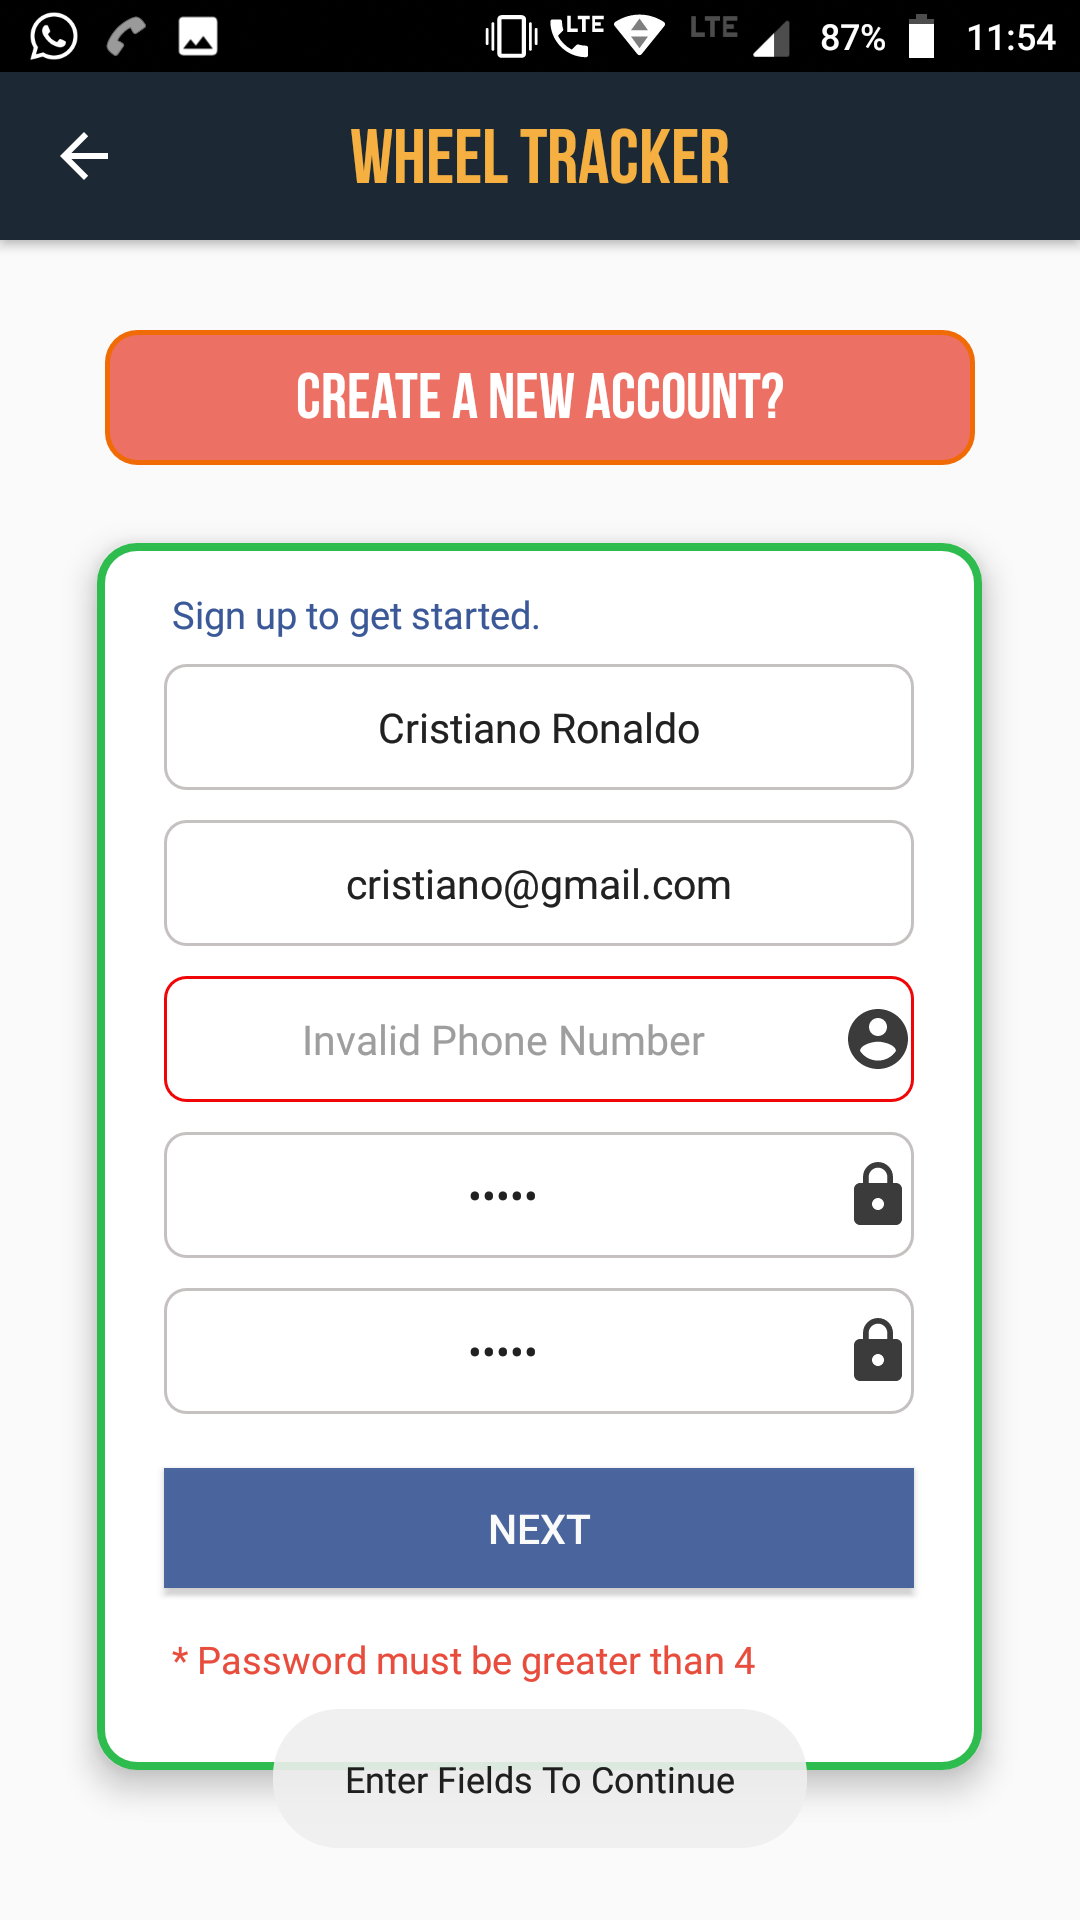 LTE LTE 87% 11:54
WHEEL TRACKER
CREATE A NEW ACCOUNT?
Sign up to get started.
Cristiano Ronaldo
cristiano@gmail.com
Invalid Phone Number
•••••
•••••
NEXT
* Password must be greater than 4
Enter Fields To Continue